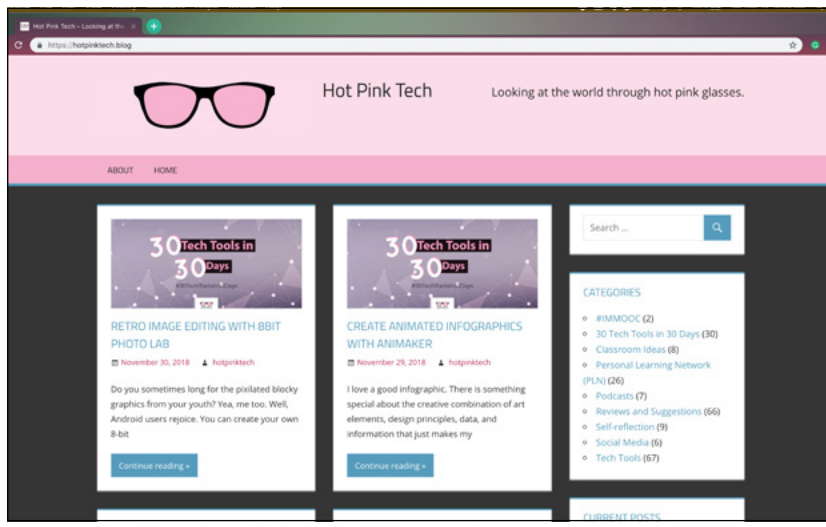 Hot Pink Tech – Looking at the
https://hotpinktech.blog
Hot Pink Tech
Looking at the world through hot pink glasses.
ABOUT HOME
30 Tech Tools in
30 Days
#30TechToolsin30Days
RETRO IMAGE EDITING WITH 8BIT
PHOTO LAB
November 30, 2018 hotpinktech
Do you sometimes long for the pixilated blocky
graphics from your youth? Yea, me too. Well,
Android users rejoice. You can create your own
8-bit
Continue reading »
30 Tech Tools in
30 Days
#30TechToolsin30Days
CREATE ANIMATED INFOGRAPHICS
WITH ANIMAKER
November 29, 2018 hotpinktech
I love a good infographic. There is something
special about the creative combination of art
elements, design principles, data, and
information that just makes my
Continue reading »
Search ...
CATEGORIES
#IMMOOC (2)
30 Tech Tools in 30 Days (30)
Classroom Ideas (8)
Personal Learning Network
(PLN) (26)
Podcasts (7)
Reviews and Suggestions (66)
Self-reflection (9)
Social Media (6)
Tech Tools (67)
CURRENT POSTS